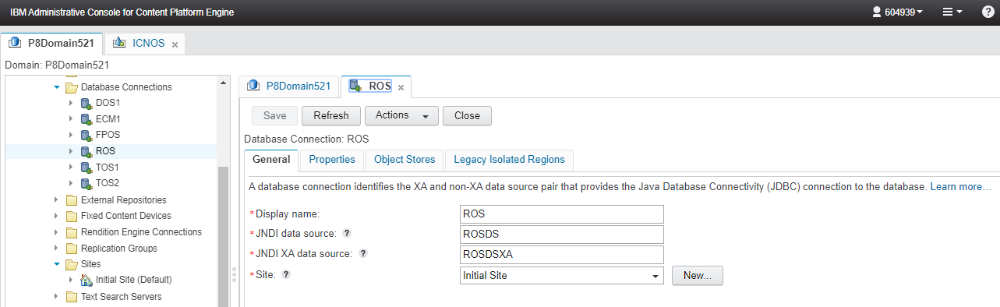 IBM Administrative Console for Content Platform Engine 604939 ?
P8Domain521 ICNOS
Domain: P8Domain521
Database Connections
DOS1
ECM1
FPOS
ROS
TOS1
TOS2
External Repositories
Fixed Content Devices
Rendition Engine Connections
Replication Groups
Sites
Initial Site (Default)
Text Search Servers
P8Domain521 ROS
Save Refresh Actions Close
Database Connection: ROS
General Properties Object Stores Legacy Isolated Regions
A database connection identifies the XA and non-XA data source pair that provides the Java Database Connectivity (JDBC) connection to the database. Learn more...
* Display name: ROS
* JNDI data source: ? ROSDS
* JNDI XA data source: ? ROSDSXA
* Site: ? Initial Site New...